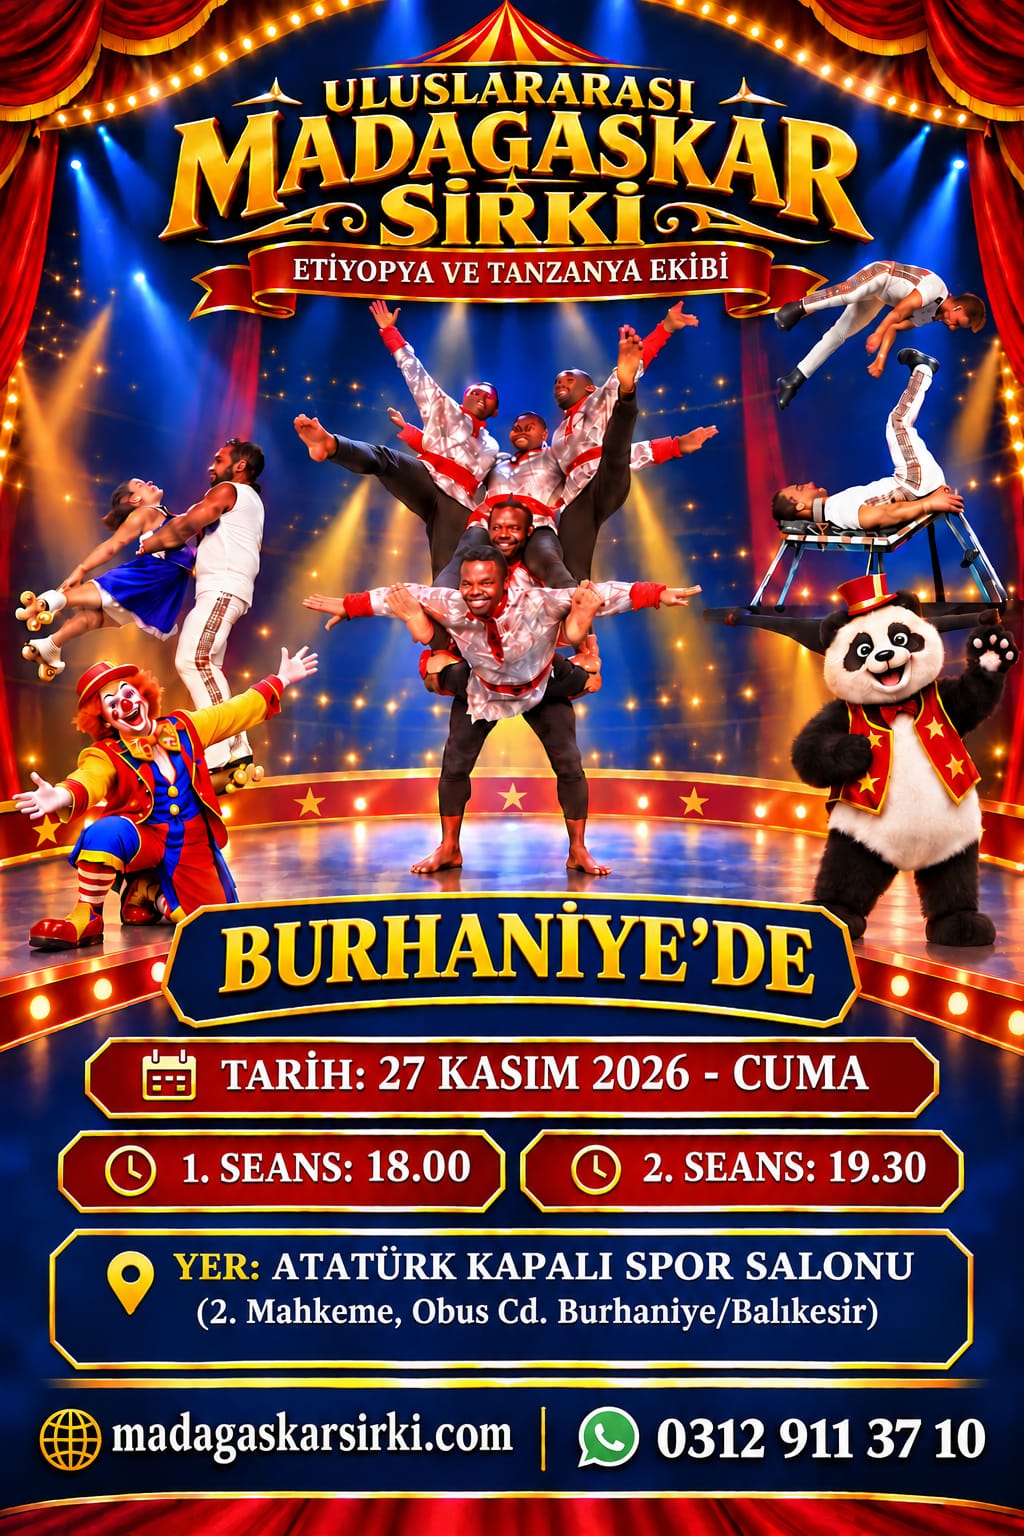 ULUSLARARASI
MADAGASKAR
SİRKİ
ETİYOPYA VE TANZANYA EKİBİ
BURHANİYE'DE
TARİH: 27 KASIM 2026 - CUMA
1. SEANS: 18.00
2. SEANS: 19.30
YER: ATATÜRK KAPALI SPOR SALONU
(2. Mahkeme, Obus Cd. Burhaniye/Balıkesir)
madagaskarsirki.com
0312 911 37 10